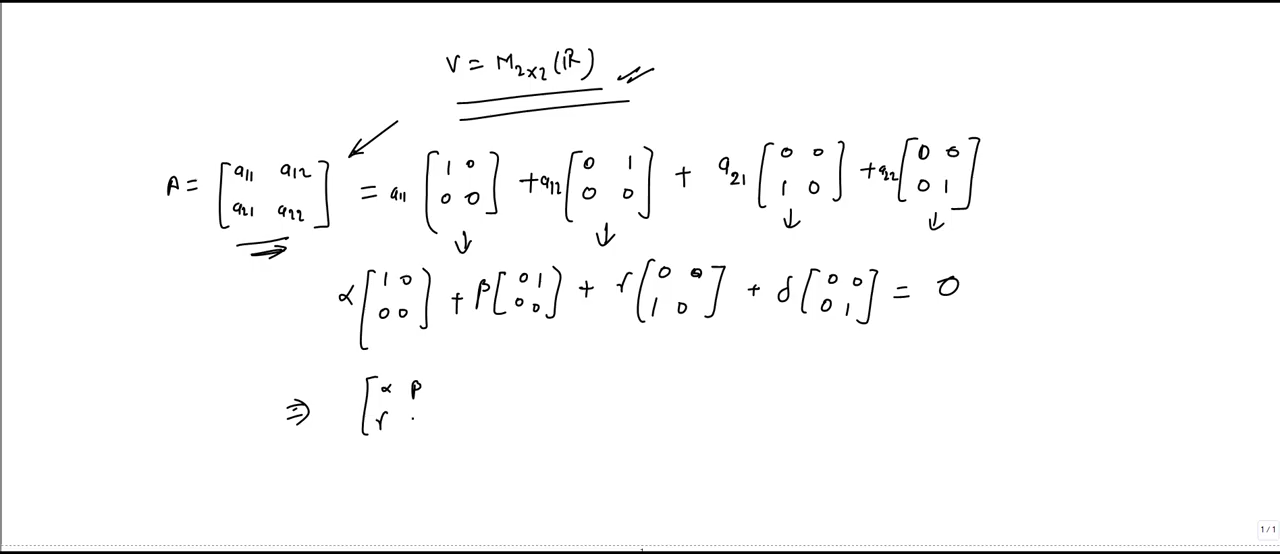 V = M₂ₓ₂(ℝ)
A = [a₁₁ a₁₂; a₂₁ a₂₂] = a₁₁ [1 0; 0 0] + a₁₂ [0 1; 0 0] + a₂₁ [0 0; 1 0] + a₂₂ [0 0; 0 1]
α [1 0; 0 0] + β [0 1; 0 0] + γ [0 0; 1 0] + δ [0 0; 0 1] = 0
⇒ [α β; γ
1 / 1